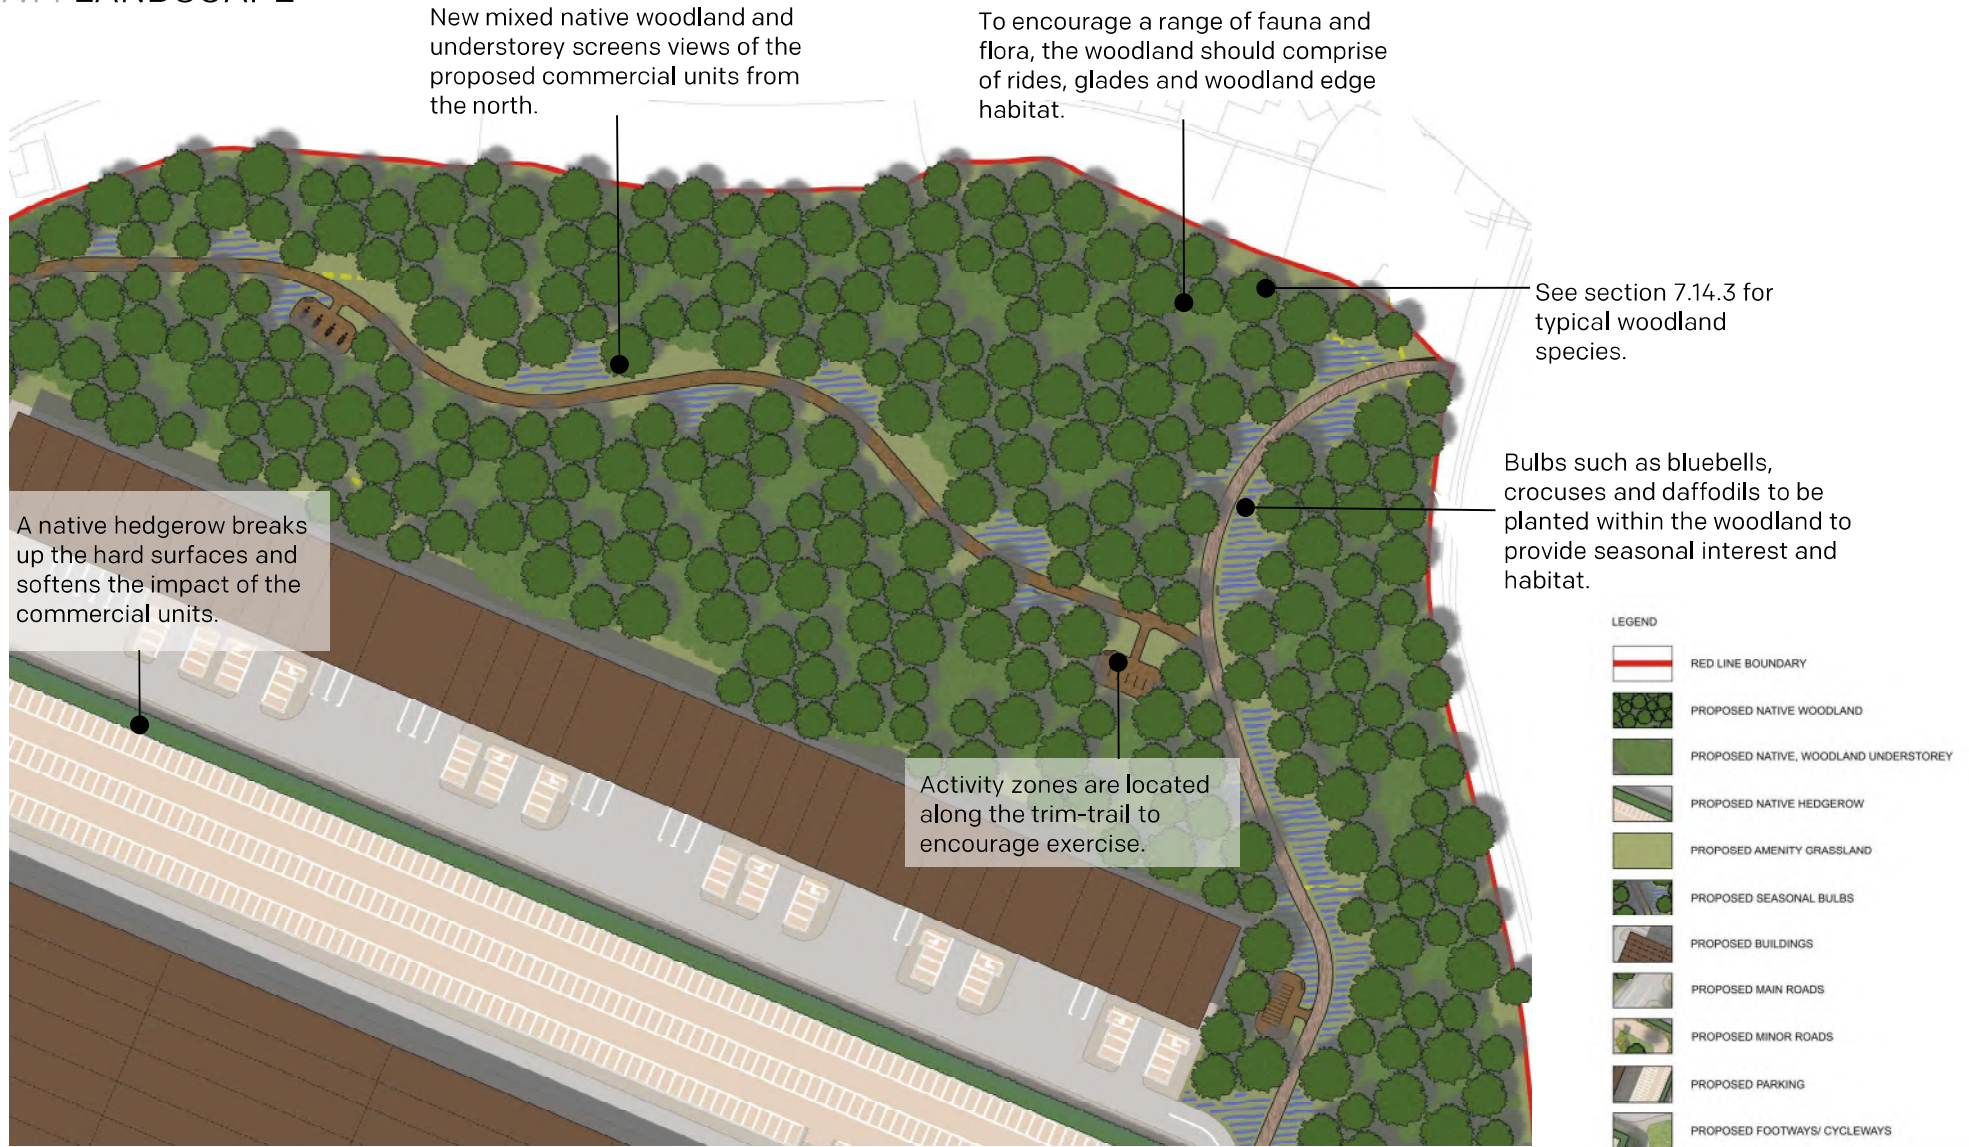 LANDSCAPE
New mixed native woodland and
understorey screens views of the
proposed commercial units from
the north.
To encourage a range of fauna and
flora, the woodland should comprise
of rides, glades and woodland edge
habitat.
See section 7.14.3 for
typical woodland
species.
Bulbs such as bluebells,
crocuses and daffodils to be
planted within the woodland to
provide seasonal interest and
habitat.
A native hedgerow breaks
up the hard surfaces and
softens the impact of the
commercial units.
Activity zones are located
along the trim-trail to
encourage exercise.
LEGEND
RED LINE BOUNDARY
PROPOSED NATIVE WOODLAND
PROPOSED NATIVE, WOODLAND UNDERSTOREY
PROPOSED NATIVE HEDGEROW
PROPOSED AMENITY GRASSLAND
PROPOSED SEASONAL BULBS
PROPOSED BUILDINGS
PROPOSED MAIN ROADS
PROPOSED MINOR ROADS
PROPOSED PARKING
PROPOSED FOOTWAYS/ CYCLEWAYS